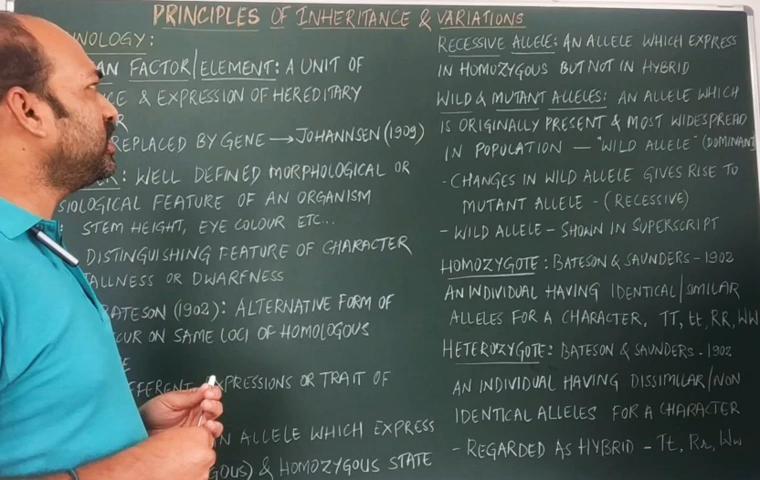 PRINCIPLES OF INHERITANCE & VARIATIONS
NOLOGY:
AN FACTOR/ELEMENT: A UNIT OF
CE & EXPRESSION OF HEREDITARY
R
REPLACED BY GENE → JOHANNSEN (1909)
: WELL DEFINED MORPHOLOGICAL OR
SIOLOGICAL FEATURE OF AN ORGANISM
: STEM HEIGHT, EYE COLOUR ETC...
DISTINGUISHING FEATURE OF CHARACTER
TALLNESS OR DWARFNESS
BATESON (1902): ALTERNATIVE FORM OF
CUR ON SAME LOCI OF HOMOLOGOUS
E
FFERENT EXPRESSIONS OR TRAIT OF
AN ALLELE WHICH EXPRESS
GOUS) & HOMOZYGOUS STATE
RECESSIVE ALLELE: AN ALLELE WHICH EXPRESS
IN HOMOZYGOUS BUT NOT IN HYBRID
WILD & MUTANT ALLELES: AN ALLELE WHICH
IS ORIGINALLY PRESENT & MOST WIDESPREAD
IN POPULATION — "WILD ALLELE" (DOMINANT)
- CHANGES IN WILD ALLELE GIVES RISE TO
MUTANT ALLELE - (RECESSIVE)
- WILD ALLELE - SHOWN IN SUPERSCRIPT
HOMOZYGOTE: BATESON & SAUNDERS - 1902
AN INDIVIDUAL HAVING IDENTICAL/SIMILAR
ALLELES FOR A CHARACTER, TT, tt, RR, WW
HETEROZYGOTE: BATESON & SAUNDERS - 1902
AN INDIVIDUAL HAVING DISSIMILAR/NON
IDENTICAL ALLELES FOR A CHARACTER
- REGARDED AS HYBRID - Tt, Rr, Ww